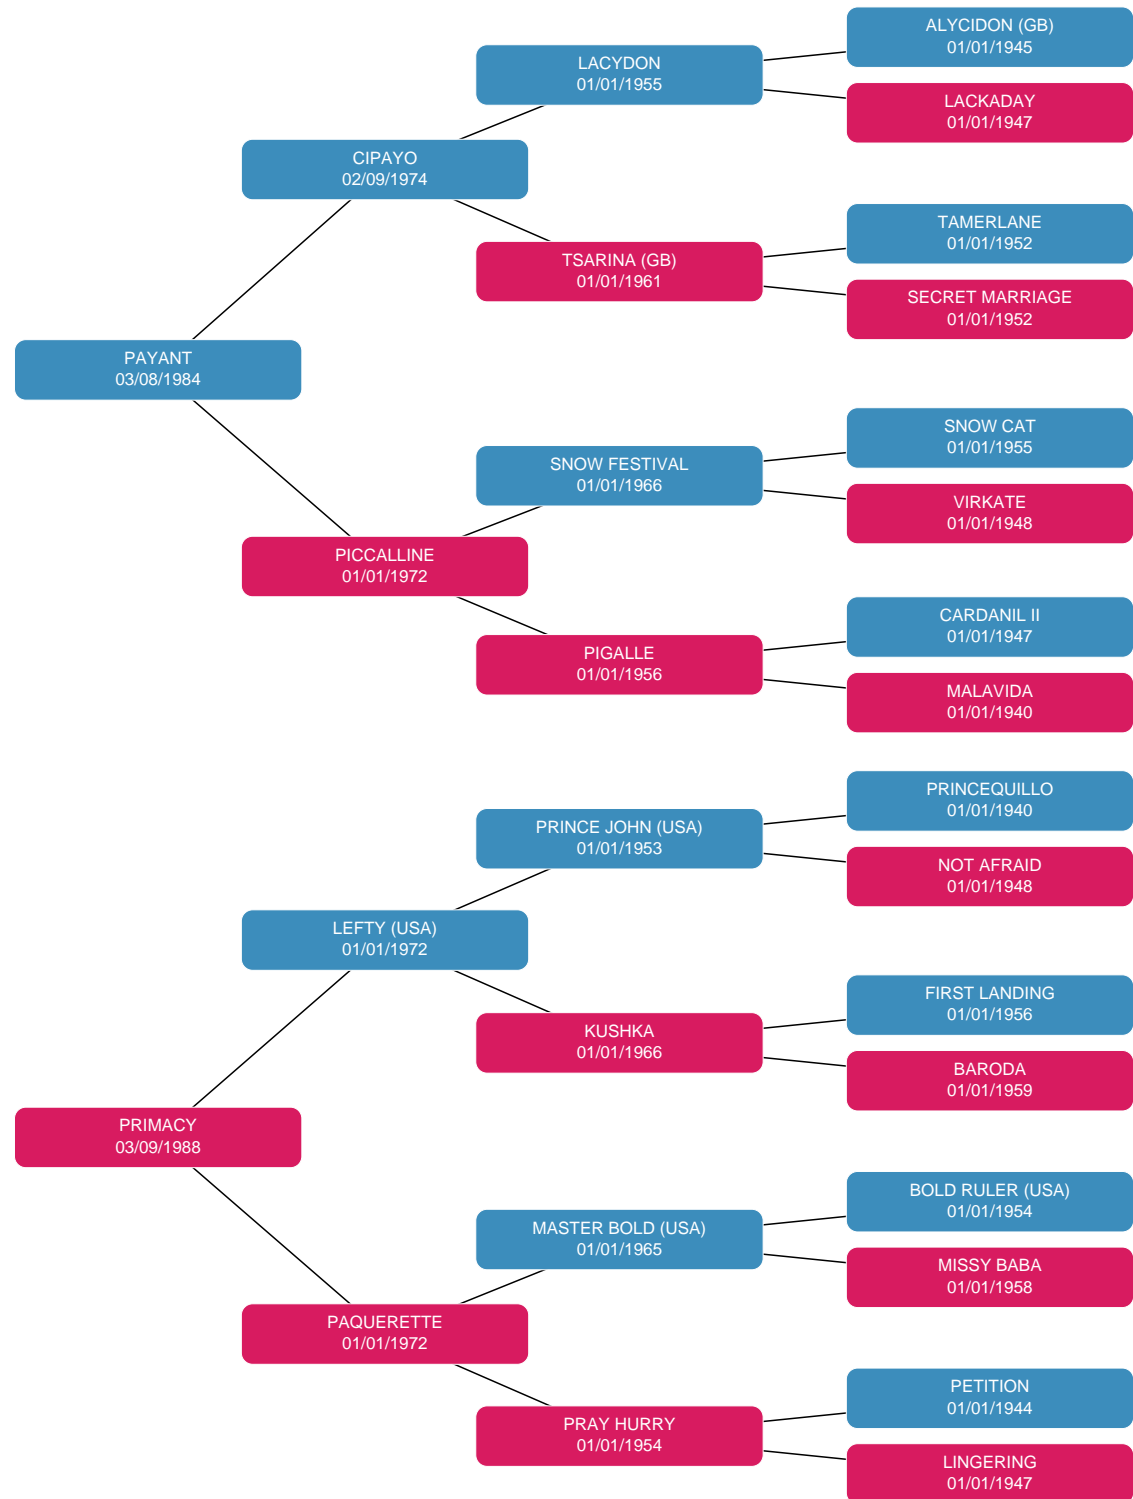 ALYCIDON (GB)
01/01/1945
LACYDON
01/01/1955
LACKADAY
01/01/1947
CIPAYO
02/09/1974
TAMERLANE
01/01/1952
TSARINA (GB)
01/01/1961
SECRET MARRIAGE
01/01/1952
PAYANT
03/08/1984
SNOW CAT
01/01/1955
SNOW FESTIVAL
01/01/1966
VIRKATE
01/01/1948
PICCALLINE
01/01/1972
CARDANIL II
01/01/1947
PIGALLE
01/01/1956
MALAVIDA
01/01/1940
PRINCEQUILLO
01/01/1940
PRINCE JOHN (USA)
01/01/1953
NOT AFRAID
01/01/1948
LEFTY (USA)
01/01/1972
FIRST LANDING
01/01/1956
KUSHKA
01/01/1966
BARODA
01/01/1959
PRIMACY
03/09/1988
BOLD RULER (USA)
01/01/1954
MASTER BOLD (USA)
01/01/1965
MISSY BABA
01/01/1958
PAQUERETTE
01/01/1972
PETITION
01/01/1944
PRAY HURRY
01/01/1954
LINGERING
01/01/1947